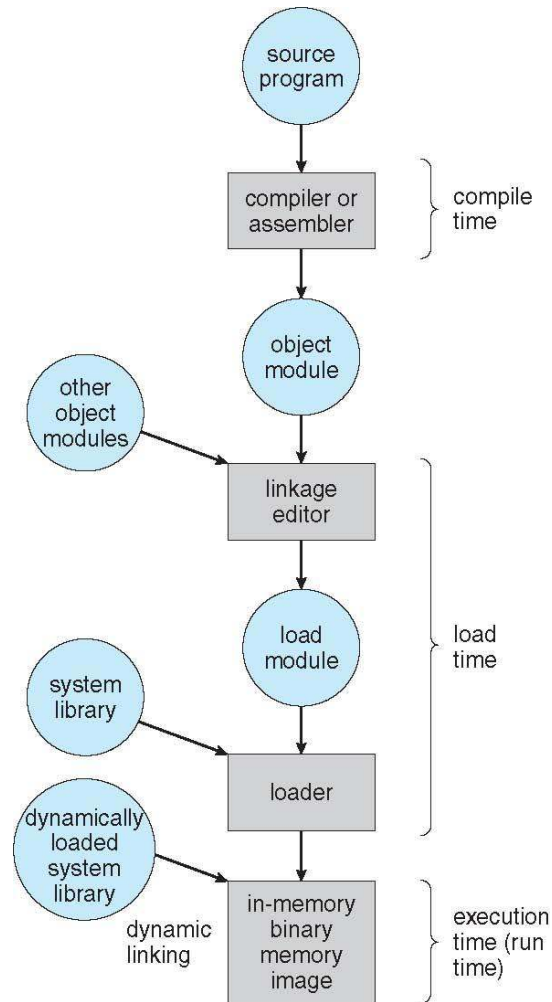 source
program
compiler or
assembler
compile
time
object
module
other
object
modules
linkage
editor
load
module
load
time
system
library
loader
dynamically
loaded
system
library
dynamic
linking
in-memory
binary
memory
image
execution
time (run
time)